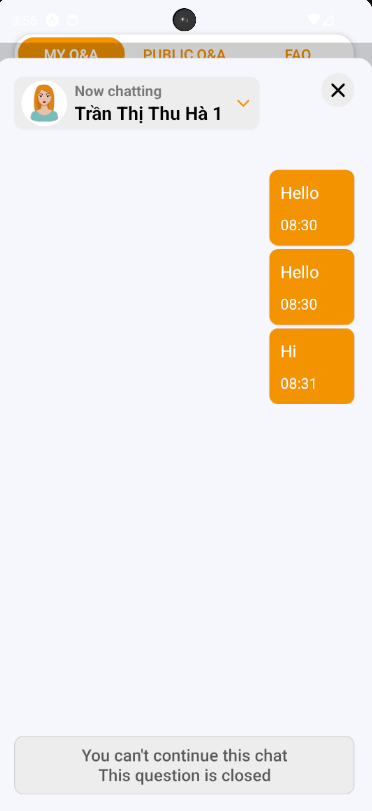 MY Q&A PUBLIC Q&A FAQ
Now chatting
Trần Thị Thu Hà 1
Hello
08:30
Hello
08:30
Hi
08:31
You can't continue this chat
This question is closed